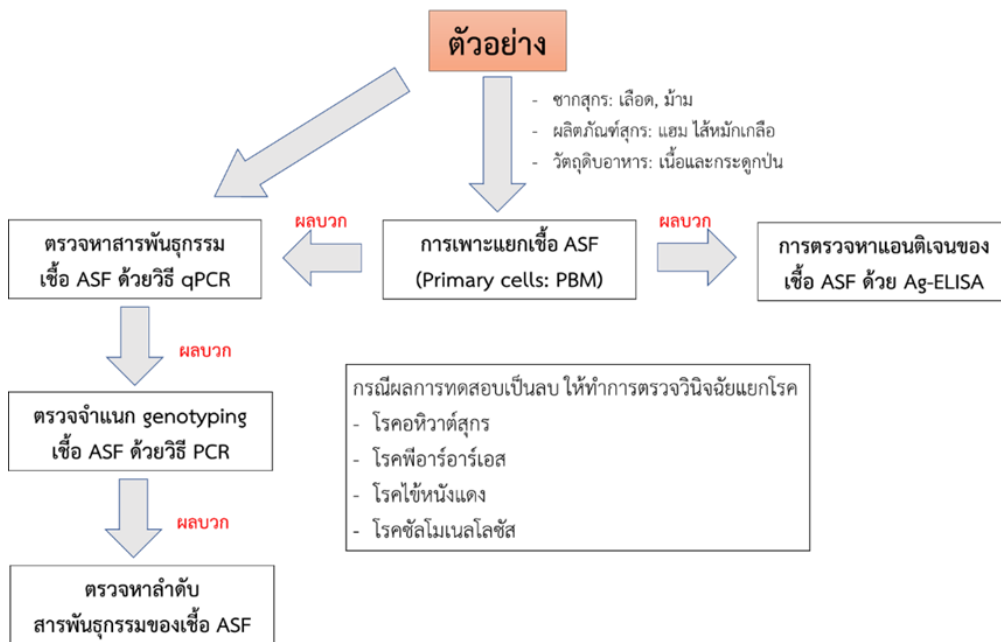 ตัวอย่าง
- ซากสุกร: เลือด, ม้าม
- ผลิตภัณฑ์สุกร: แฮม ไส้หมักเกลือ
- วัตถุดิบอาหาร: เนื้อและกระดูกป่น
ตรวจหาสารพันธุกรรม
เชื้อ ASF ด้วยวิธี qPCR
ผลบวก
การเพาะแยกเชื้อ ASF
(Primary cells: PBM)
ผลบวก
การตรวจหาแอนติเจนของ
เชื้อ ASF ด้วย Ag-ELISA
ผลบวก
ตรวจจำแนก genotyping
เชื้อ ASF ด้วยวิธี PCR
ผลบวก
ตรวจหาลำดับ
สารพันธุกรรมของเชื้อ ASF
กรณีผลการทดสอบเป็นลบ ให้ทำการตรวจวินิจฉัยแยกโรค
- โรคอหิวาต์สุกร
- โรคพีอาร์อาร์เอส
- โรคไข้หนังแดง
- โรคซัลโมเนลโลซัส